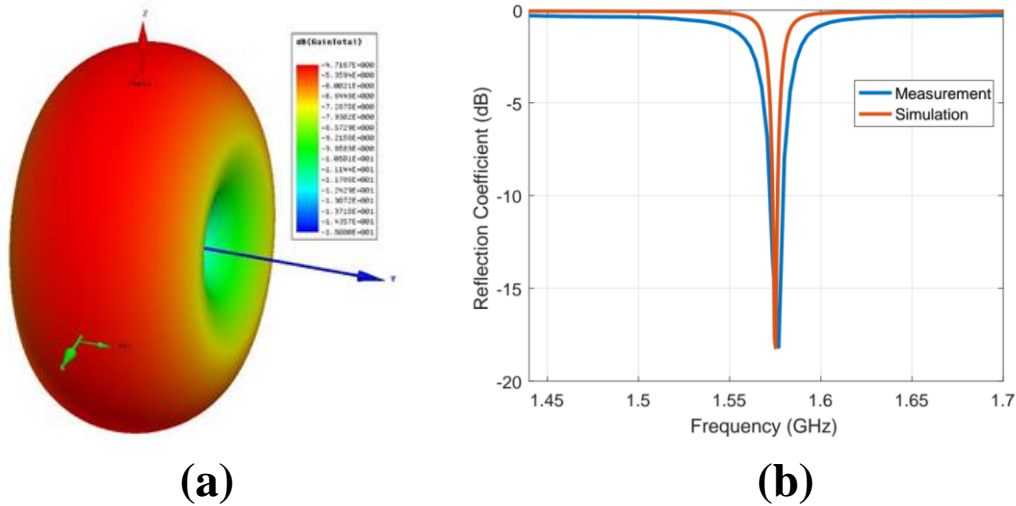 Z
dB(GainTotal)
-4.7167E+000
-5.3594E+000
-6.0021E+000
-6.6448E+000
-7.2875E+000
-7.9302E+000
-8.5729E+000
-9.2156E+000
-9.8583E+000
-1.0501E+001
-1.1144E+001
-1.1786E+001
-1.2429E+001
-1.3072E+001
-1.3715E+001
-1.4357E+001
-1.5000E+001
Y
(a)
0
-5
-10
-15
-20
Reflection Coefficient (dB)
Measurement
Simulation
1.45
1.5
1.55
1.6
1.65
1.7
Frequency (GHz)
(b)